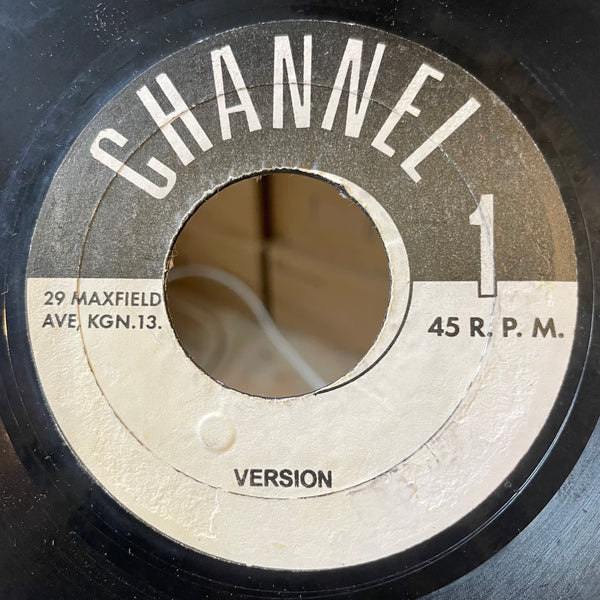 CHANNEL
1
29 MAXFIELD
AVE, KGN.13.
45 R. P. M.
VERSION